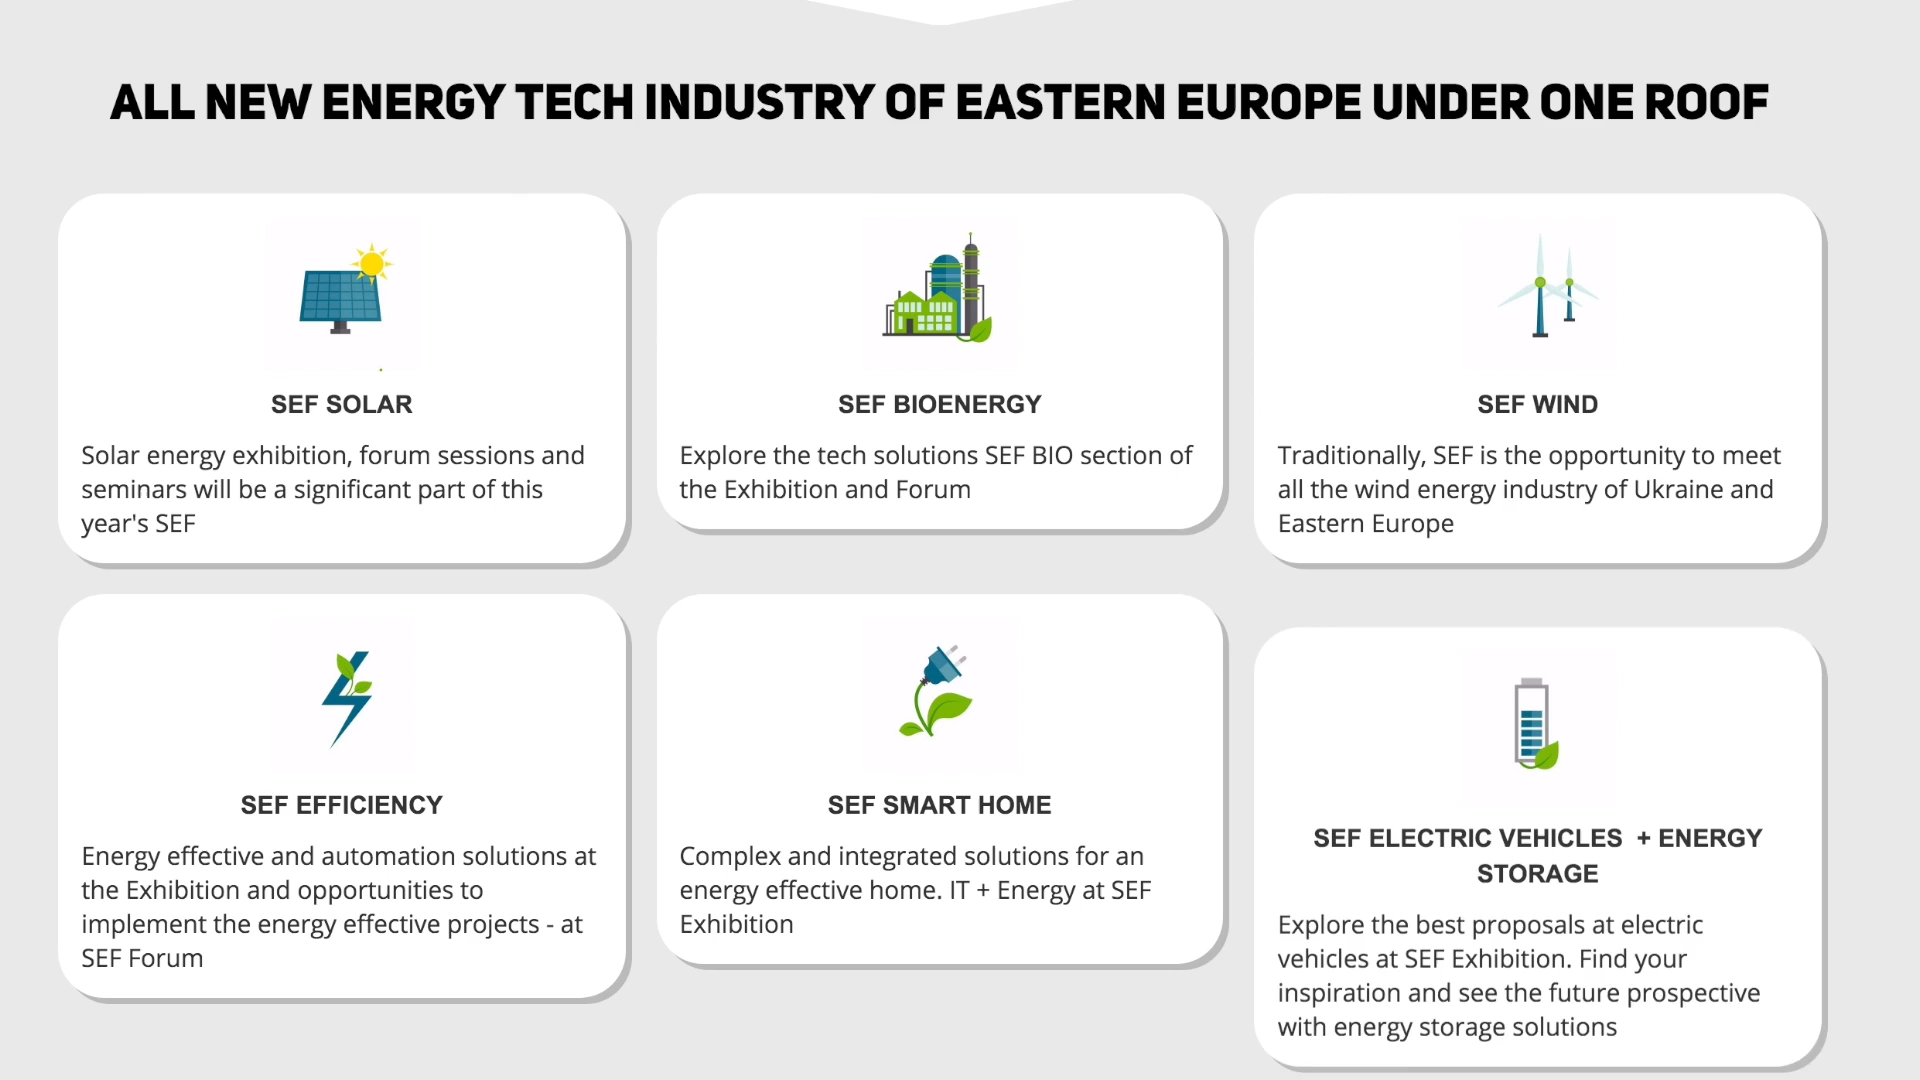 ALL NEW ENERGY TECH INDUSTRY OF EASTERN EUROPE UNDER ONE ROOF
SEF SOLAR
Solar energy exhibition, forum sessions and
seminars will be a significant part of this
year's SEF
SEF BIOENERGY
Explore the tech solutions SEF BIO section of
the Exhibition and Forum
SEF WIND
Traditionally, SEF is the opportunity to meet
all the wind energy industry of Ukraine and
Eastern Europe
SEF EFFICIENCY
Energy effective and automation solutions at
the Exhibition and opportunities to
implement the energy effective projects - at
SEF Forum
SEF SMART HOME
Complex and integrated solutions for an
energy effective home. IT + Energy at SEF
Exhibition
SEF ELECTRIC VEHICLES + ENERGY
STORAGE
Explore the best proposals at electric
vehicles at SEF Exhibition. Find your
inspiration and see the future prospective
with energy storage solutions